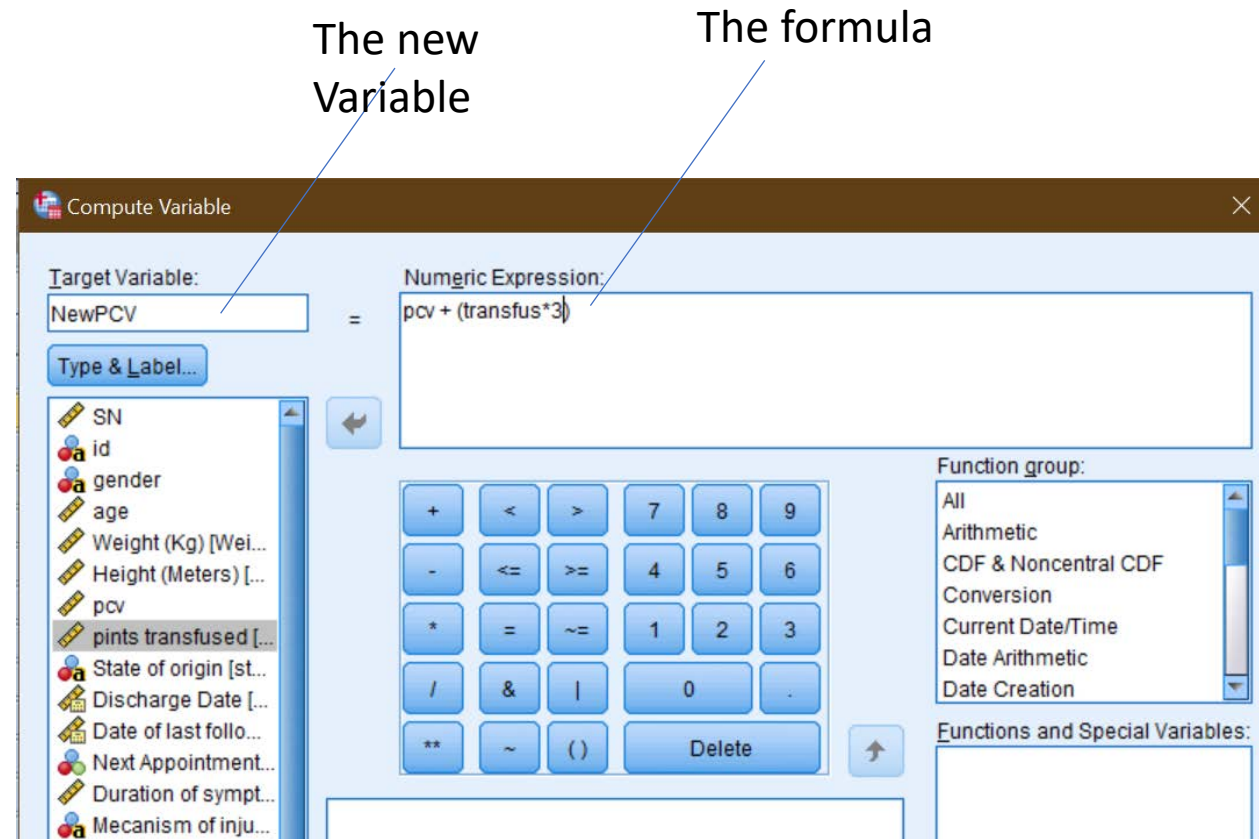 The new
Variable
The formula
Compute Variable
Target Variable:
NewPCV
=
Numeric Expression:
pcv + (transfus*3)
Type & Label...
SN
id
gender
age
Weight (Kg) [Wei...
Height (Meters) [...
pcv
pints transfused [...
State of origin [st...
Discharge Date [...
Date of last follo...
Next Appointment...
Duration of sympt...
Mecanism of inju...
+ < > 7 8 9
- <= >= 4 5 6
* = ~= 1 2 3
/ & | 0 .
** ~ ( ) Delete
Function group:
All
Arithmetic
CDF & Noncentral CDF
Conversion
Current Date/Time
Date Arithmetic
Date Creation
Functions and Special Variables: